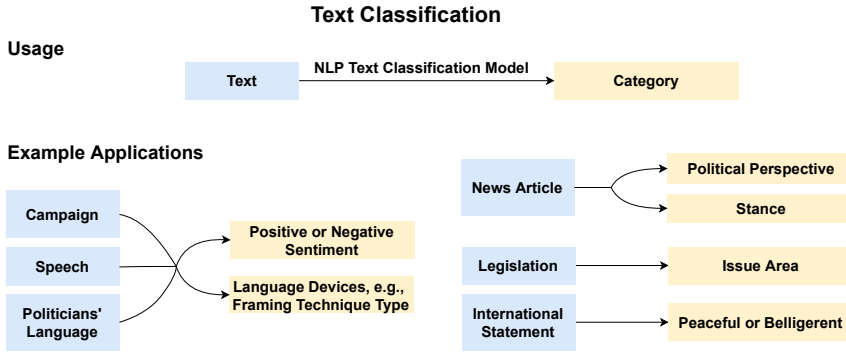 Text Classification
Usage
Text
NLP Text Classification Model
Category
Example Applications
Campaign
Speech
Politicians'
Language
Positive or Negative
Sentiment
Language Devices, e.g.,
Framing Technique Type
News Article
Political Perspective
Stance
Legislation
Issue Area
International
Statement
Peaceful or Belligerent